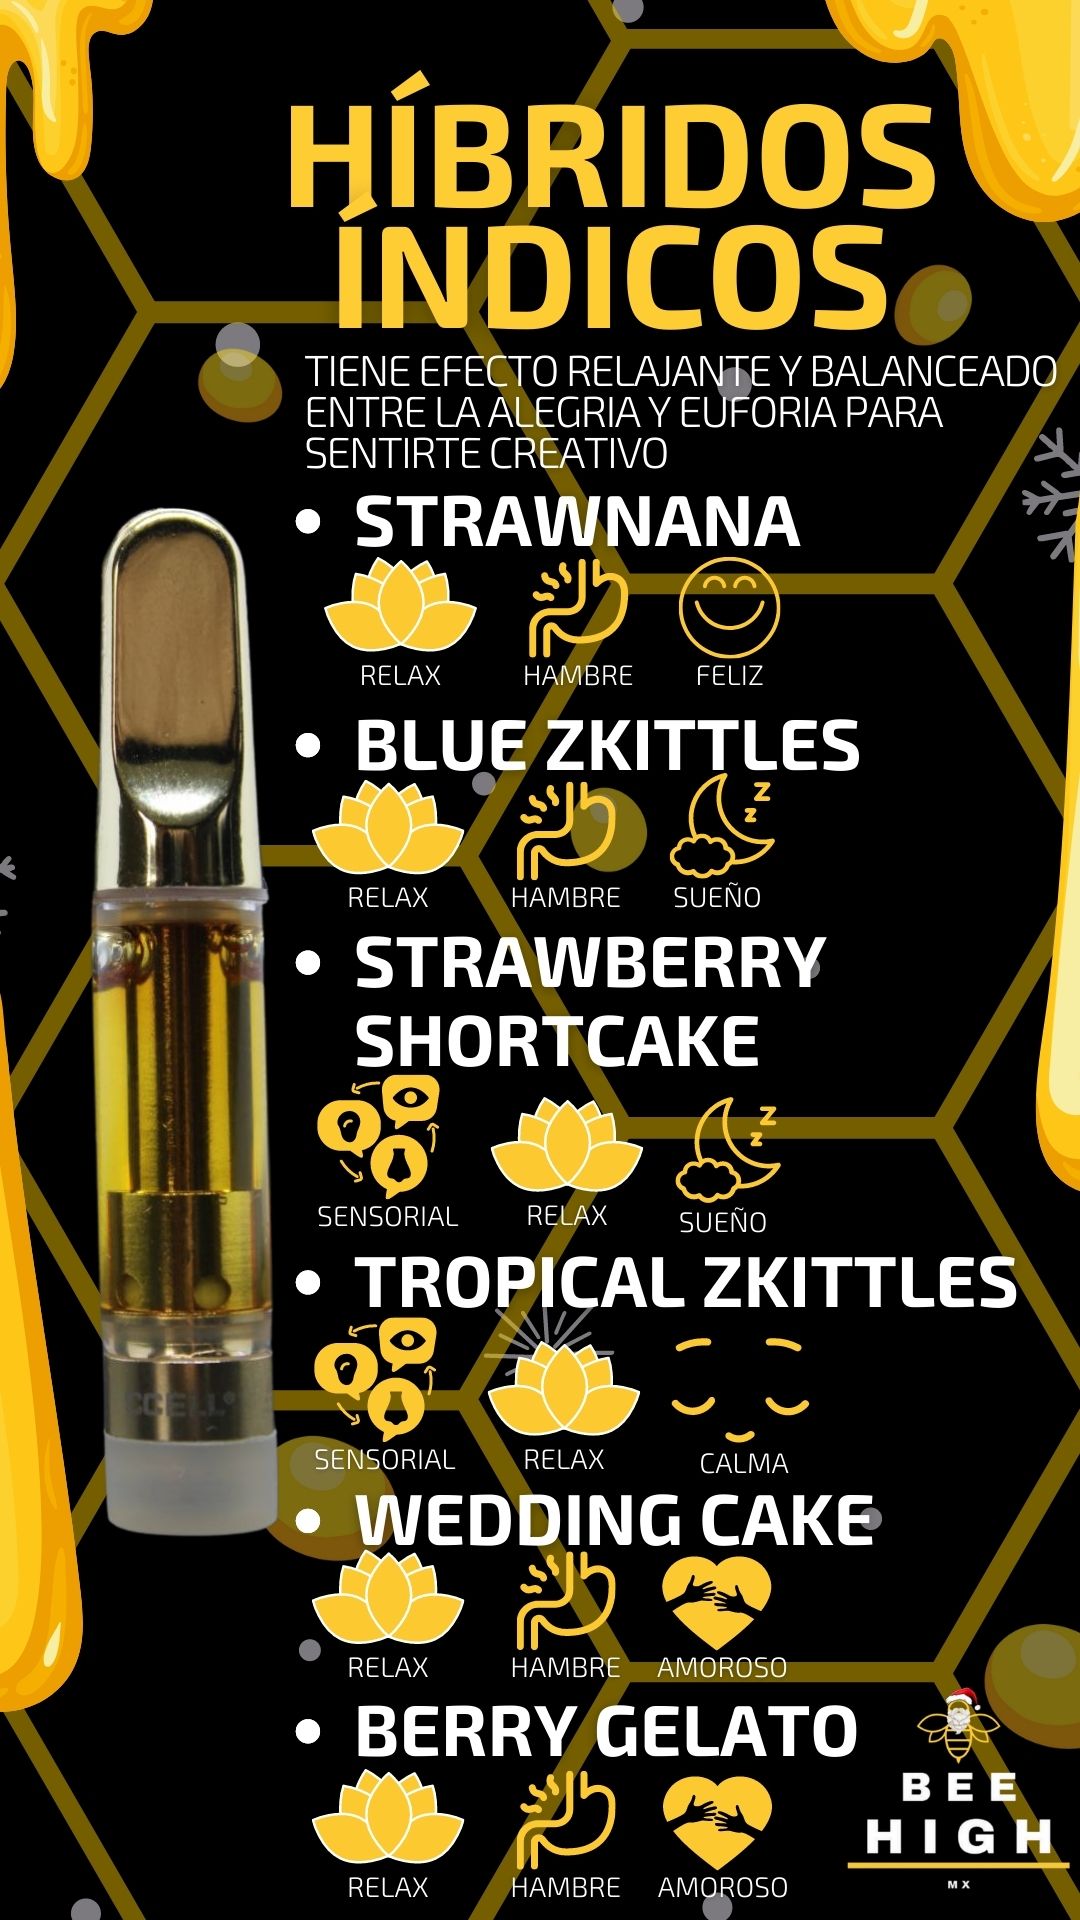 HÍBRIDOS
ÍNDICOS
TIENE EFECTO RELAJANTE Y BALANCEADO
ENTRE LA ALEGRIA Y EUFORIA PARA
SENTIRTE CREATIVO
• STRAWNANA
RELAX HAMBRE FELIZ
• BLUE ZKITTLES
RELAX HAMBRE SUEÑO
• STRAWBERRY
SHORTCAKE
SENSORIAL RELAX SUEÑO
• TROPICAL ZKITTLES
SENSORIAL RELAX CALMA
CCELL
• WEDDING CAKE
RELAX HAMBRE AMOROSO
• BERRY GELATO
RELAX HAMBRE AMOROSO
BEE
HIGH
MX